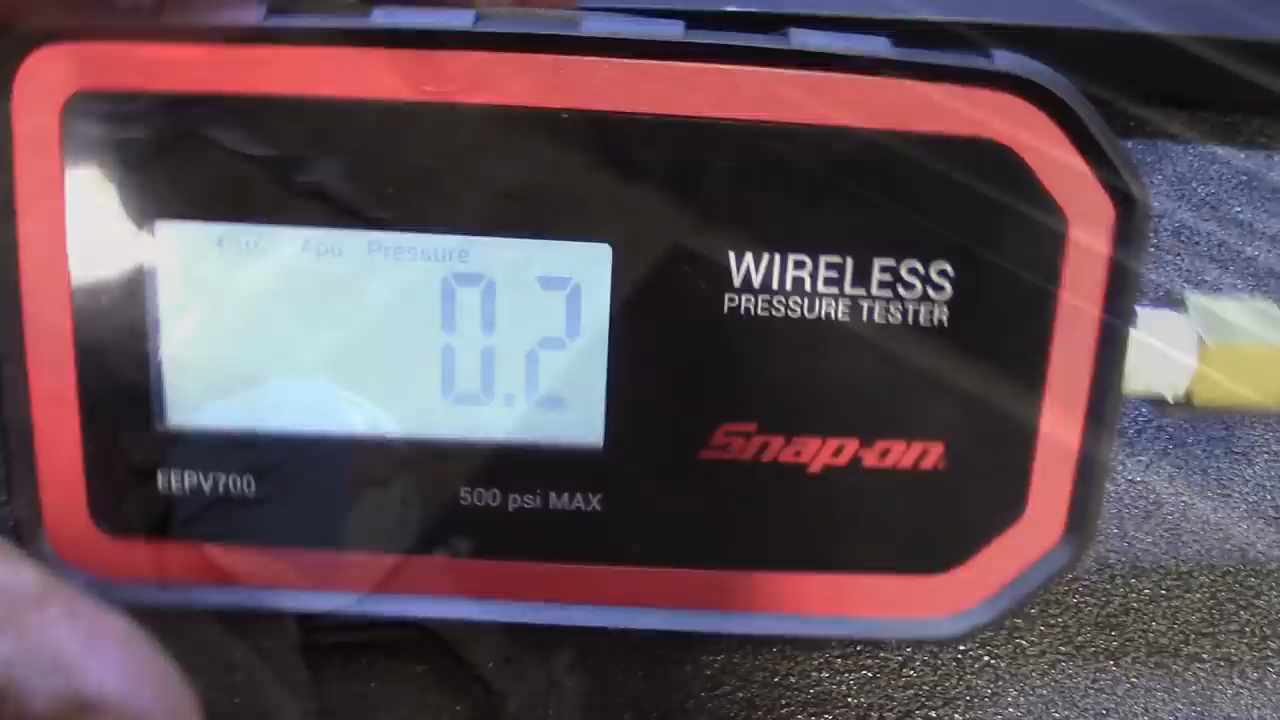 Pressure
0.2
WIRELESS
PRESSURE TESTER
Snap-on
EEPV700
500 psi MAX